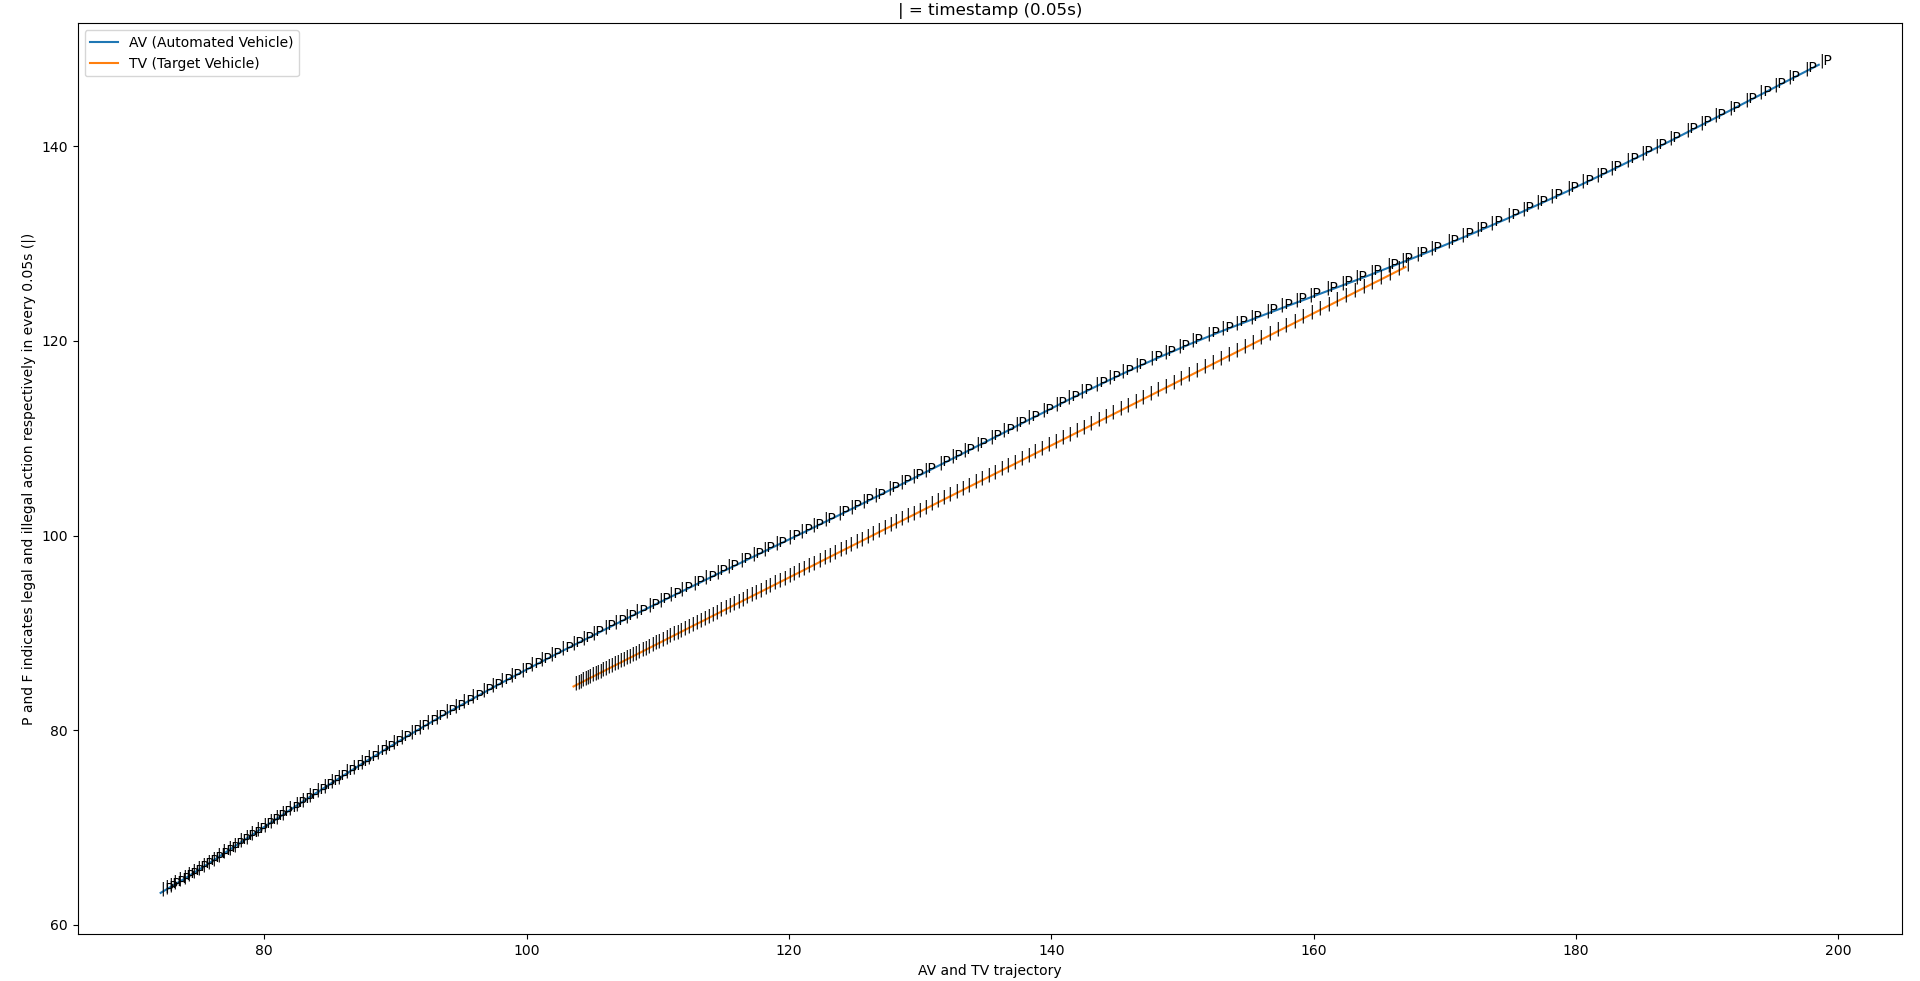 | = timestamp (0.05s)
AV (Automated Vehicle)
TV (Target Vehicle)
P and F indicates legal and illegal action respectively in every 0.05s (|)
140
120
100
80
60
80
100
120
140
160
180
200
AV and TV trajectory